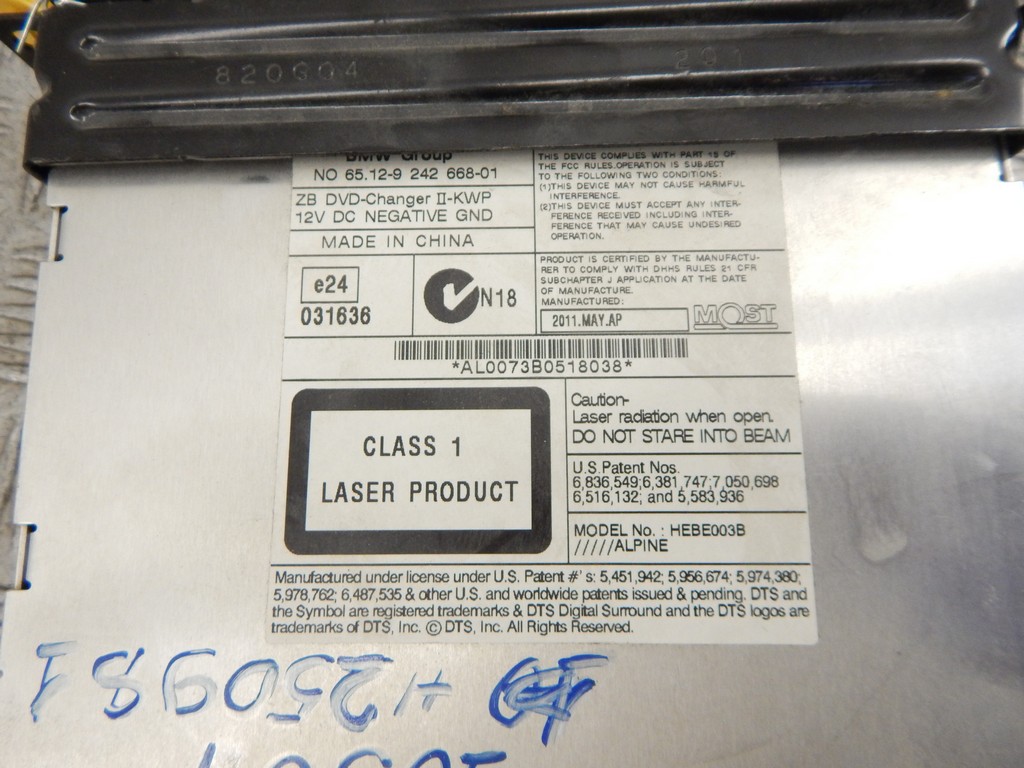 820G04
291
BMW Group
NO 65.12-9 242 668-01
ZB DVD-Changer II-KWP
12V DC NEGATIVE GND
MADE IN CHINA
THIS DEVICE COMPLIES WITH PART 15 OF
THE FCC RULES.OPERATION IS SUBJECT
TO THE FOLLOWING TWO CONDITIONS:
(1)THIS DEVICE MAY NOT CAUSE HARMFUL
INTERFERENCE.
(2)THIS DEVICE MUST ACCEPT ANY INTER-
FERENCE RECEIVED INCLUDING INTER-
FERENCE THAT MAY CAUSE UNDESIRED
OPERATION.
e24
031636
N18
PRODUCT IS CERTIFIED BY THE MANUFACTU-
RER TO COMPLY WITH DHHS RULES 21 CFR
SUBCHAPTER J APPLICATION AT THE DATE
OF MANUFACTURE.
MANUFACTURED:
2011.MAY.AP
MOST
*AL0073B0518038*
CLASS 1
LASER PRODUCT
Caution-
Laser radiation when open.
DO NOT STARE INTO BEAM
U.S.Patent Nos.
6,836,549;6,381,747;7,050,698
6,516,132; and 5,583,936
MODEL No. : HEBE003B
/////ALPINE
Manufactured under license under U.S. Patent #' s: 5,451,942; 5,956,674; 5,974,380;
5,978,762; 6,487,535 & other U.S. and worldwide patents issued & pending. DTS and
the Symbol are registered trademarks & DTS Digital Surround and the DTS logos are
trademarks of DTS, Inc. © DTS, Inc. All Rights Reserved.